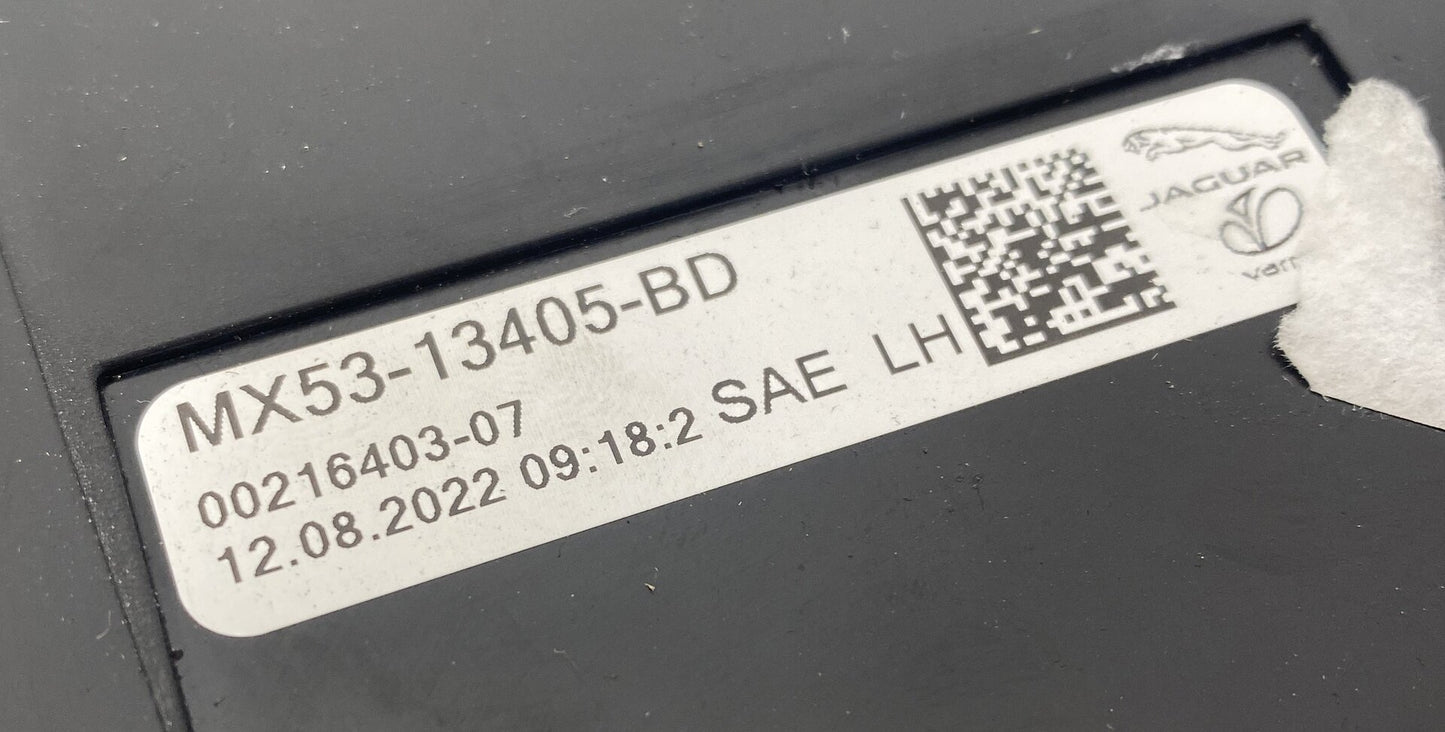 MX53-13405-BD
00216403-07
12.08.2022 09:18:2 SAE LH
JAGUAR